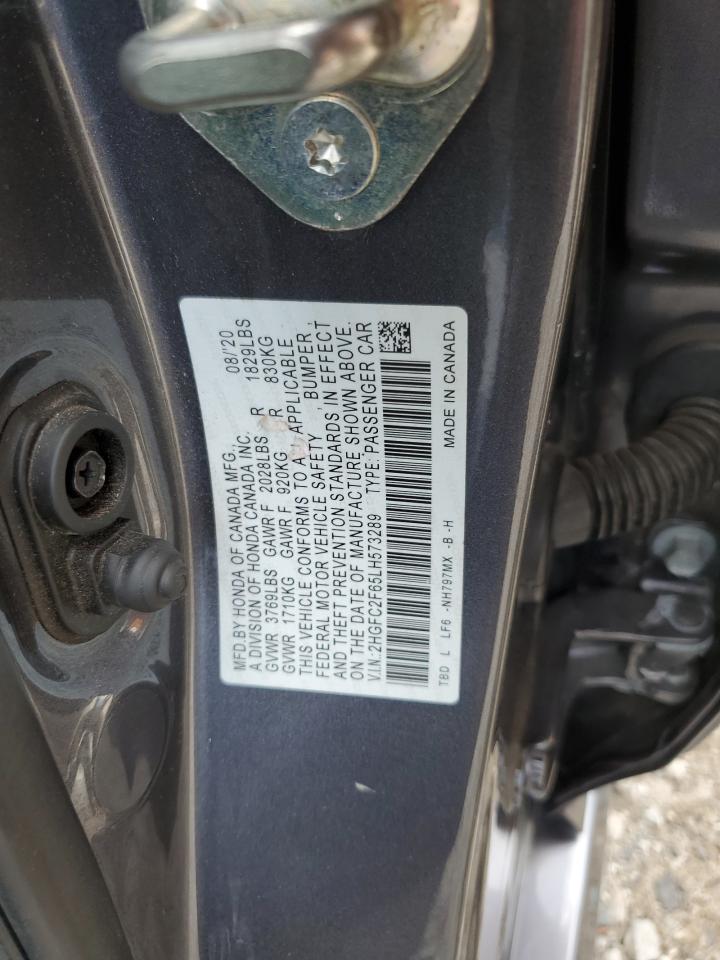 MFD.BY HONDA OF CANADA MFG., 08/'20
A DIVISION OF HONDA CANADA INC.
GVWR 3769LBS GAWR F 2028LBS R 1829LBS
GVWR 1710KG GAWR F 920KG R 830KG
THIS VEHICLE CONFORMS TO APPLICABLE
FEDERAL MOTOR VEHICLE SAFETY, BUMPER,
AND THEFT PREVENTION STANDARDS IN EFFECT
ON THE DATE OF MANUFACTURE SHOWN ABOVE.
V.I.N.:2HGFC2F65LH573289 TYPE: PASSENGER CAR
TBD L LF6 -NH797MX -B -H MADE IN CANADA